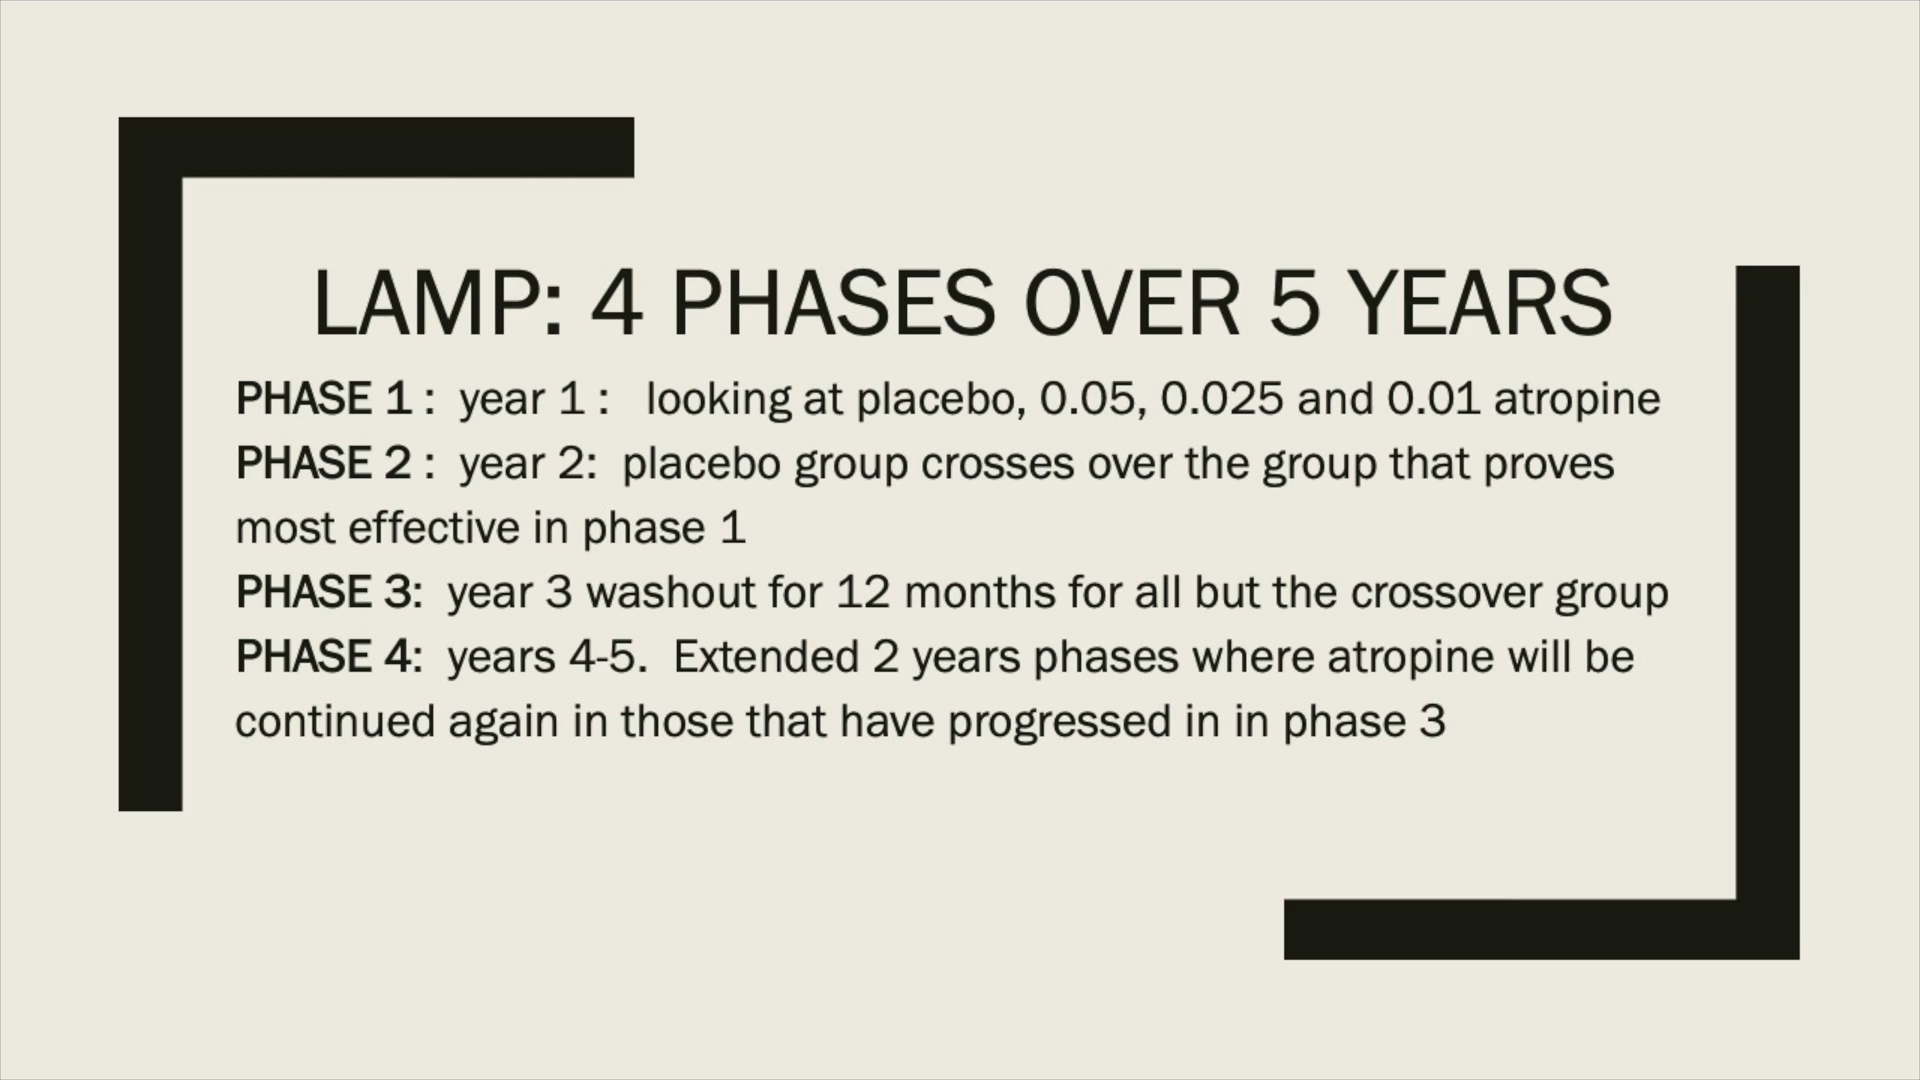 LAMP: 4 PHASES OVER 5 YEARS
PHASE 1 : year 1 : looking at placebo, 0.05, 0.025 and 0.01 atropine
PHASE 2 : year 2: placebo group crosses over the group that proves
most effective in phase 1
PHASE 3: year 3 washout for 12 months for all but the crossover group
PHASE 4: years 4-5. Extended 2 years phases where atropine will be
continued again in those that have progressed in in phase 3